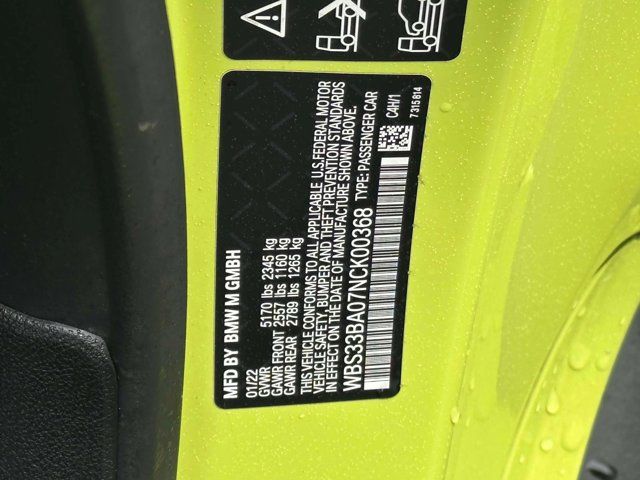 MFD BY BMW M GMBH
01/22
GVWR 5170 lbs 2345 kg
GAWR FRONT 2557 lbs 1160 kg
GAWR REAR 2789 lbs 1265 kg
THIS VEHICLE CONFORMS TO ALL APPLICABLE U.S.FEDERAL MOTOR
VEHICLE SAFETY, BUMPER AND THEFT PREVENTION STANDARDS
IN EFFECT ON THE DATE OF MANUFACTURE SHOWN ABOVE.
WBS33BA07NCK00368 TYPE: PASSENGER CAR
C4H/1
7315814